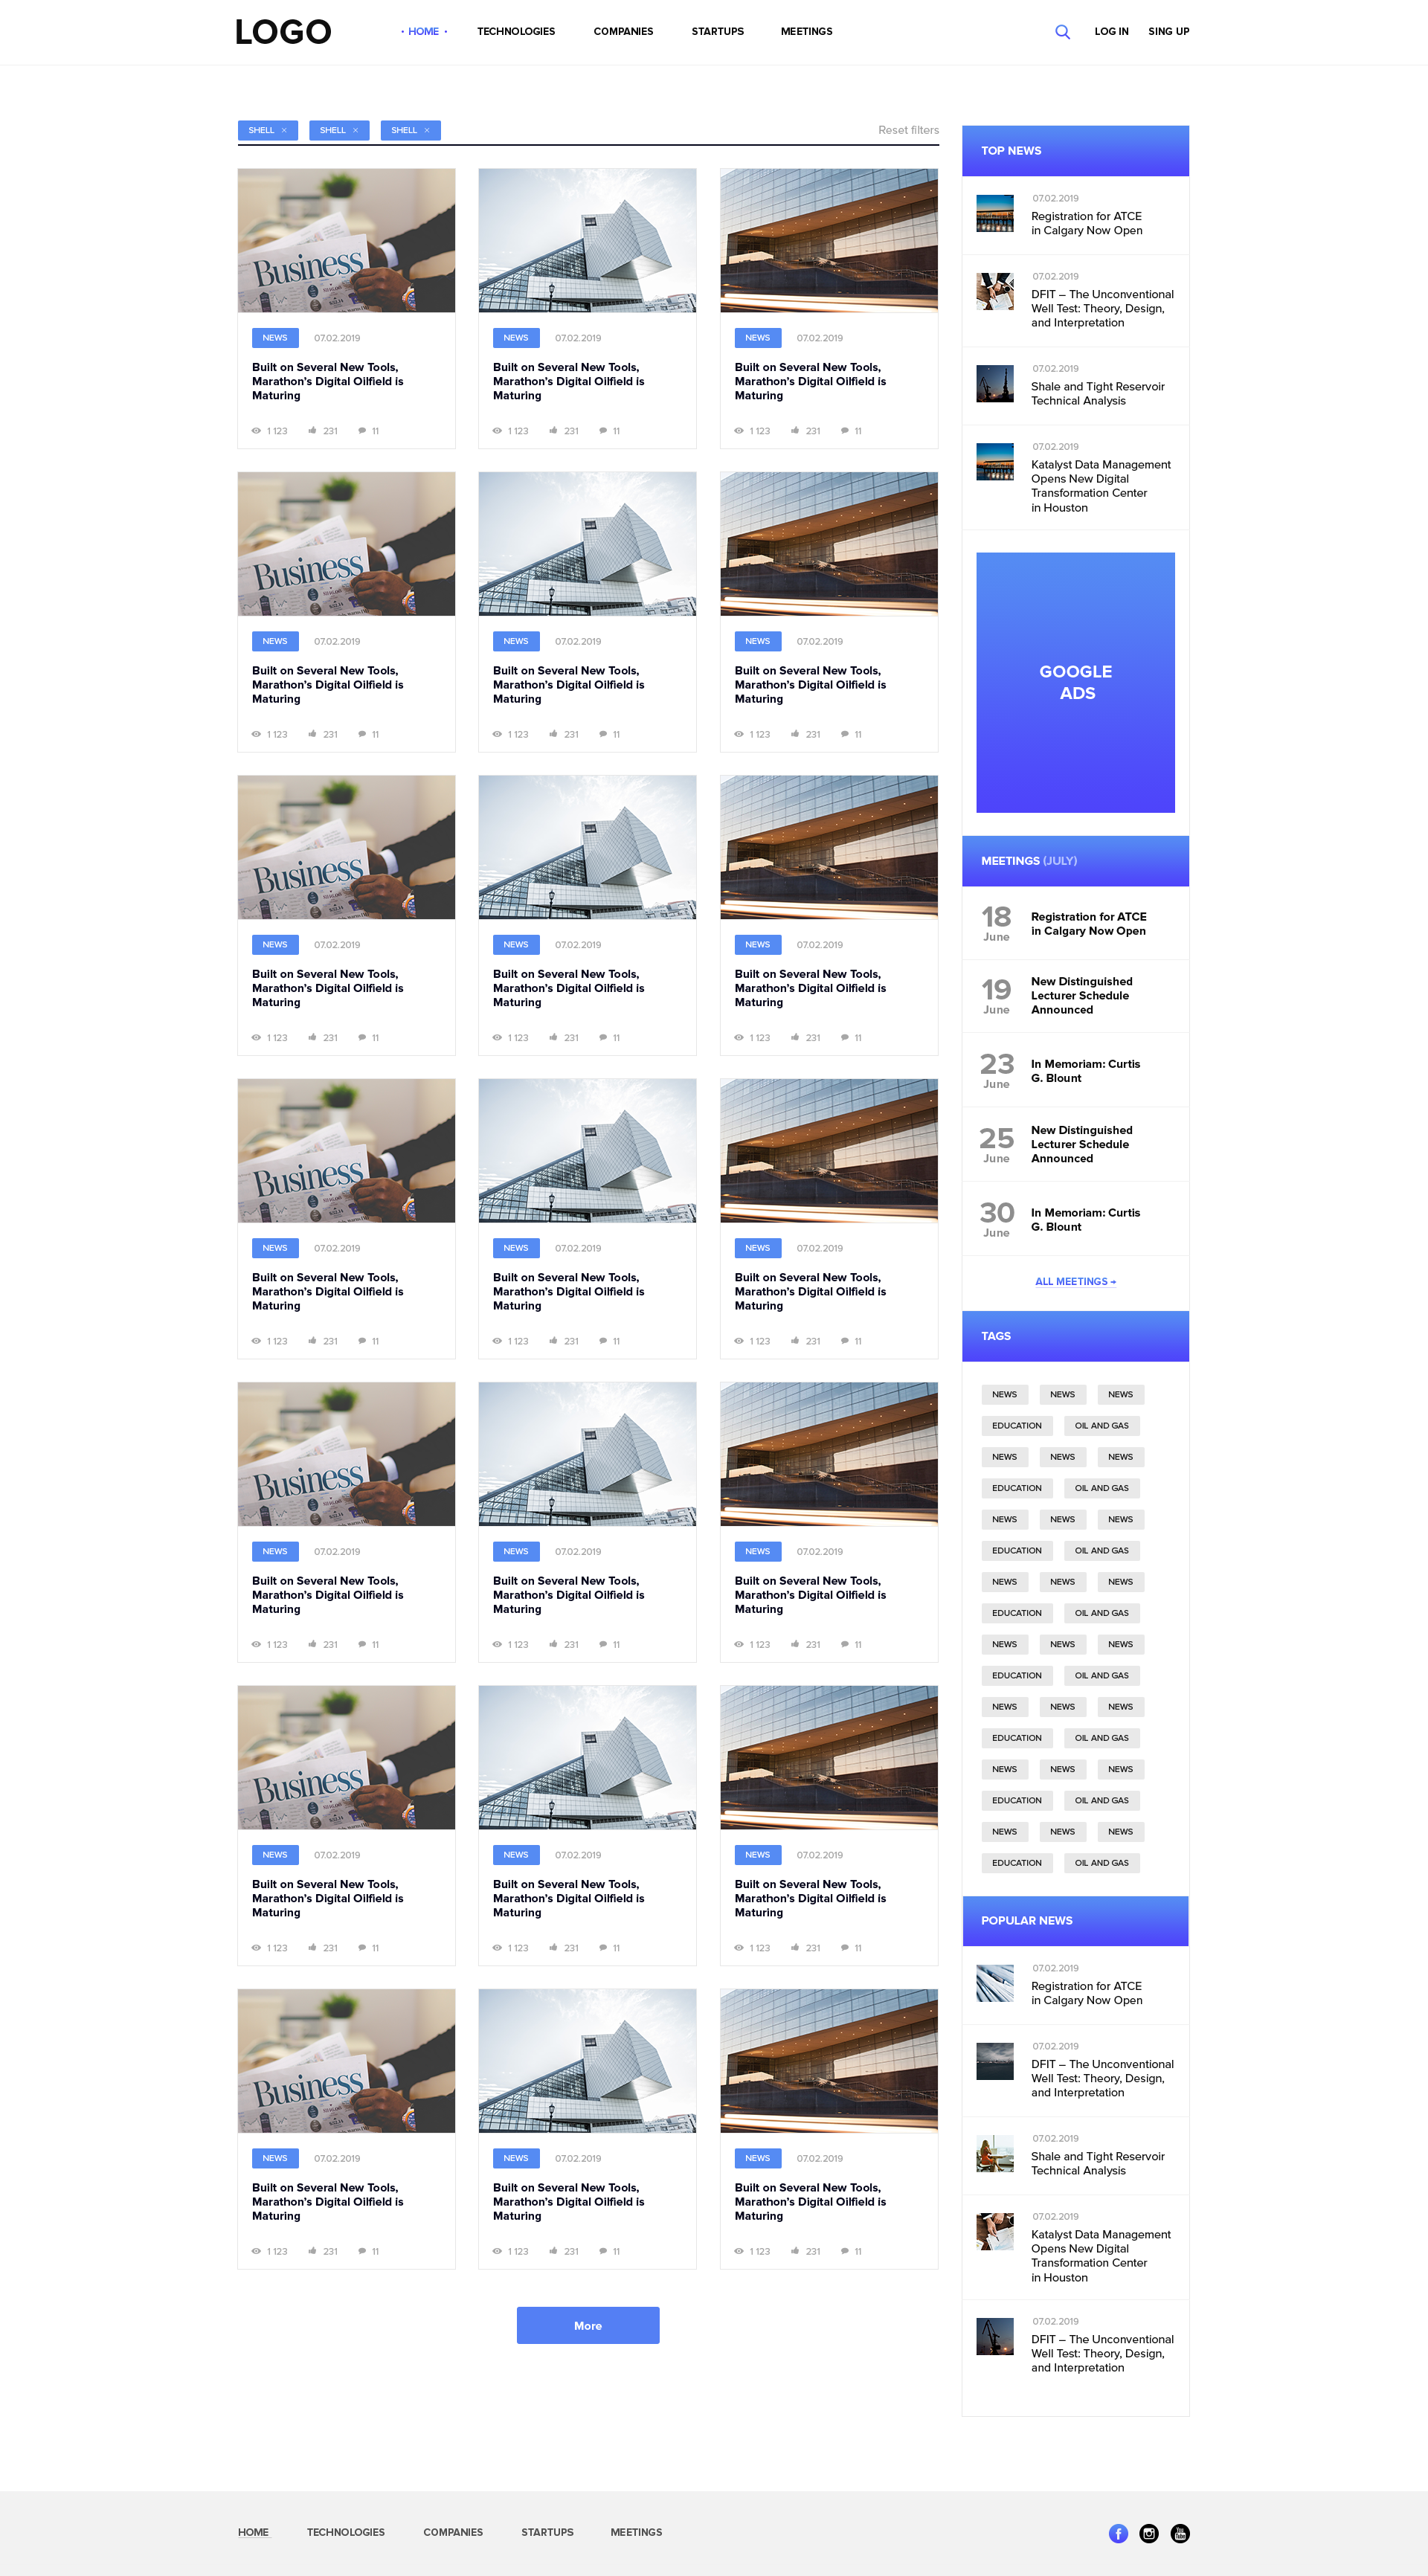 LOGO
HOME TECHNOLOGIES COMPANIES STARTUPS MEETINGS LOG IN SING UP
SHELL × SHELL × SHELL × Reset filters
Business Business
NEWS 07.02.2019 NEWS 07.02.2019 NEWS 07.02.2019
Built on Several New Tools, Built on Several New Tools, Built on Several New Tools,
Marathon's Digital Oilfield is Marathon's Digital Oilfield is Marathon's Digital Oilfield is
Maturing Maturing Maturing
1 123 231 11 1 123 231 11 1 123 231 11
Business
NEWS 07.02.2019 NEWS 07.02.2019 NEWS 07.02.2019
Built on Several New Tools, Built on Several New Tools, Built on Several New Tools,
Marathon's Digital Oilfield is Marathon's Digital Oilfield is Marathon's Digital Oilfield is
Maturing Maturing Maturing
1 123 231 11 1 123 231 11 1 123 231 11
Business
NEWS 07.02.2019 NEWS 07.02.2019 NEWS 07.02.2019
Built on Several New Tools, Built on Several New Tools, Built on Several New Tools,
Marathon's Digital Oilfield is Marathon's Digital Oilfield is Marathon's Digital Oilfield is
Maturing Maturing Maturing
1 123 231 11 1 123 231 11 1 123 231 11
Business
NEWS 07.02.2019 NEWS 07.02.2019 NEWS 07.02.2019
Built on Several New Tools, Built on Several New Tools, Built on Several New Tools,
Marathon's Digital Oilfield is Marathon's Digital Oilfield is Marathon's Digital Oilfield is
Maturing Maturing Maturing
1 123 231 11 1 123 231 11 1 123 231 11
Business
NEWS 07.02.2019 NEWS 07.02.2019 NEWS 07.02.2019
Built on Several New Tools, Built on Several New Tools, Built on Several New Tools,
Marathon's Digital Oilfield is Marathon's Digital Oilfield is Marathon's Digital Oilfield is
Maturing Maturing Maturing
1 123 231 11 1 123 231 11 1 123 231 11
Business
NEWS 07.02.2019 NEWS 07.02.2019 NEWS 07.02.2019
Built on Several New Tools, Built on Several New Tools, Built on Several New Tools,
Marathon's Digital Oilfield is Marathon's Digital Oilfield is Marathon's Digital Oilfield is
Maturing Maturing Maturing
1 123 231 11 1 123 231 11 1 123 231 11
Business
NEWS 07.02.2019 NEWS 07.02.2019 NEWS 07.02.2019
Built on Several New Tools, Built on Several New Tools, Built on Several New Tools,
Marathon's Digital Oilfield is Marathon's Digital Oilfield is Marathon's Digital Oilfield is
Maturing Maturing Maturing
1 123 231 11 1 123 231 11 1 123 231 11
More
TOP NEWS
07.02.2019
Registration for ATCE
in Calgary Now Open
07.02.2019
DFIT – The Unconventional
Well Test: Theory, Design,
and Interpretation
07.02.2019
Shale and Tight Reservoir
Technical Analysis
07.02.2019
Katalyst Data Management
Opens New Digital
Transformation Center
in Houston
GOOGLE
ADS
MEETINGS (JULY)
18 June
Registration for ATCE
in Calgary Now Open
19 June
New Distinguished
Lecturer Schedule
Announced
23 June
In Memoriam: Curtis
G. Blount
25 June
New Distinguished
Lecturer Schedule
Announced
30 June
In Memoriam: Curtis
G. Blount
ALL MEETINGS →
TAGS
NEWS NEWS NEWS
EDUCATION OIL AND GAS
NEWS NEWS NEWS
EDUCATION OIL AND GAS
NEWS NEWS NEWS
EDUCATION OIL AND GAS
NEWS NEWS NEWS
EDUCATION OIL AND GAS
NEWS NEWS NEWS
EDUCATION OIL AND GAS
NEWS NEWS NEWS
EDUCATION OIL AND GAS
NEWS NEWS NEWS
EDUCATION OIL AND GAS
NEWS NEWS NEWS
EDUCATION OIL AND GAS
POPULAR NEWS
07.02.2019
Registration for ATCE
in Calgary Now Open
07.02.2019
DFIT – The Unconventional
Well Test: Theory, Design,
and Interpretation
07.02.2019
Shale and Tight Reservoir
Technical Analysis
07.02.2019
Katalyst Data Management
Opens New Digital
Transformation Center
in Houston
07.02.2019
DFIT – The Unconventional
Well Test: Theory, Design,
and Interpretation
HOME TECHNOLOGIES COMPANIES STARTUPS MEETINGS
You Tube